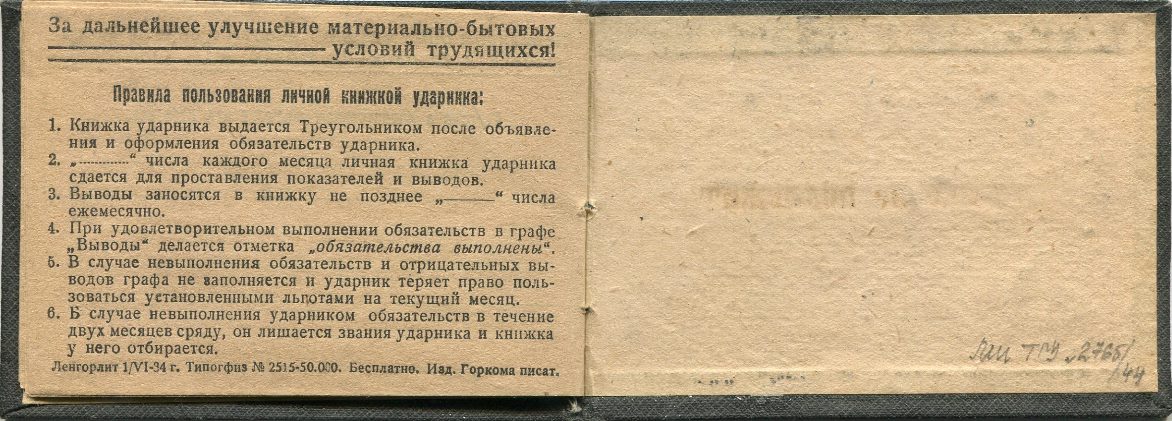 За дальнейшее улучшение материально-бытовых
условий трудящихся!
Правила пользования личной книжкой ударника:
1. Книжка ударника выдается Треугольником после объявле-
ния и оформления обязательств ударника.
2. „............“ числа каждого месяца личная книжка ударника
сдается для проставления показателей и выводов.
3. Выводы заносятся в книжку не позднее „———“ числа
ежемесячно.
4. При удовлетворительном выполнении обязательств в графе
„Выводы“ делается отметка „обязательства выполнены“.
5. В случае невыполнения обязательств и отрицательных вы-
водов графа не заполняется и ударник теряет право поль-
зоваться установленными льготами на текущий месяц.
6. В случае невыполнения ударником обязательств в течение
двух месяцев сряду, он лишается звания ударника и книжка
у него отбирается.
Ленгорлит 1/VI-34 г. Типогфиз № 2515-50.000. Бесплатно. Изд. Горкома писат.
2766/
/44